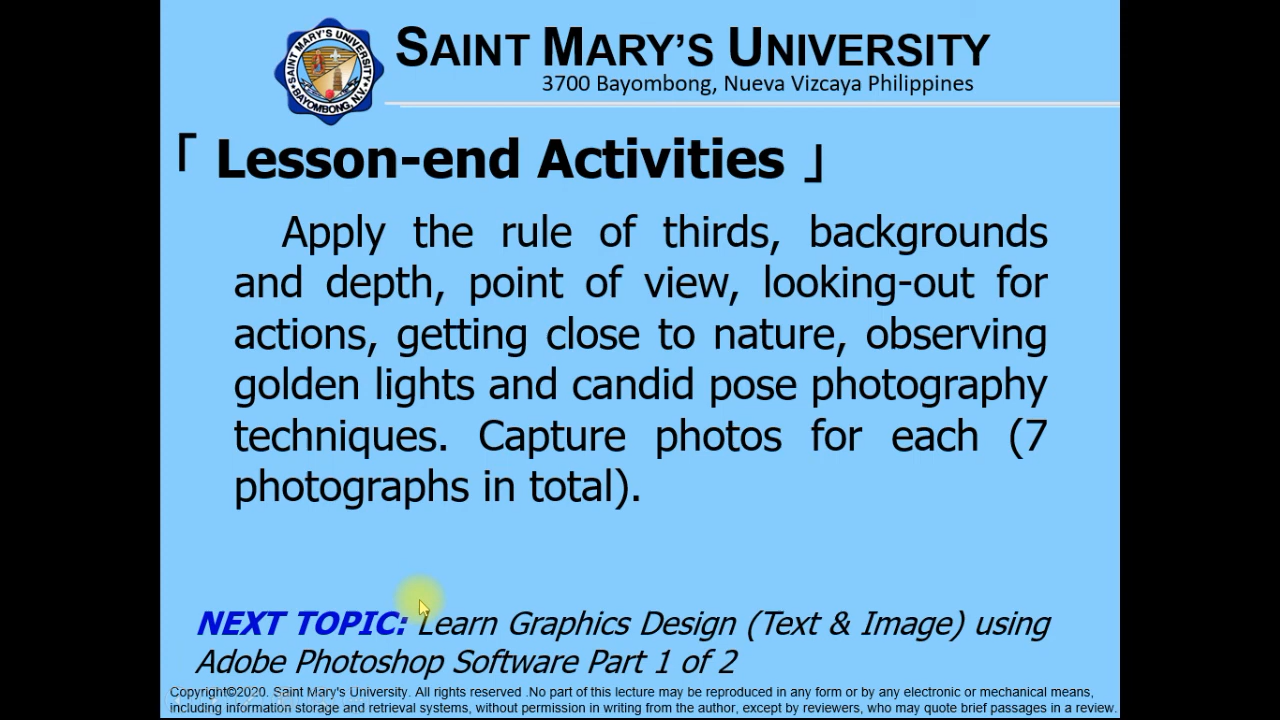 SAINT MARY'S UNIVERSITY
BAYOMBONG, N.V.
SAINT MARY'S UNIVERSITY
3700 Bayombong, Nueva Vizcaya Philippines
「 Lesson-end Activities 」
Apply the rule of thirds, backgrounds
and depth, point of view, looking-out for
actions, getting close to nature, observing
golden lights and candid pose photography
techniques. Capture photos for each (7
photographs in total).
NEXT TOPIC: Learn Graphics Design (Text & Image) using
Adobe Photoshop Software Part 1 of 2
Copyright©2020. Saint Mary's University. All rights reserved .No part of this lecture may be reproduced in any form or by any electronic or mechanical means,
including information storage and retrieval systems, without permission in writing from the author, except by reviewers, who may quote brief passages in a review.